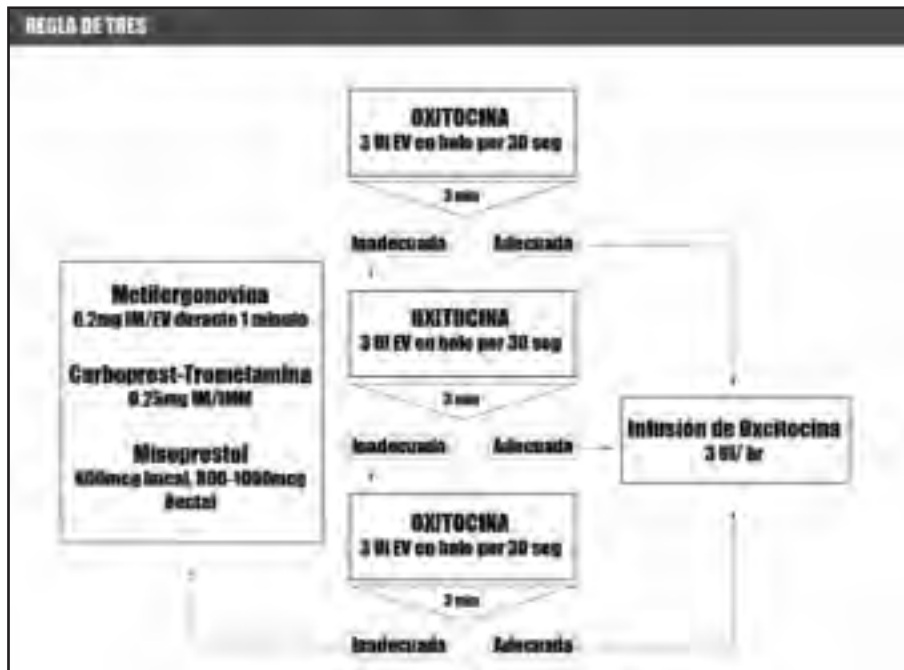 REGLA DE TRES
OXITOCINA
3 UI EV en bolo por 30 seg
3 min
Inadecuada Adecuada
Metilergonovina
0.2mg IM/EV durante 1 minuto
Carboprost-Trometamina
0.25mg IM/IMM
Misoprostol
600mcg bucal, 800-1000mcg
Rectal
OXITOCINA
3 UI EV en bolo por 30 seg
3 min
Inadecuada Adecuada
Infusión de Oxcitocina
3 UI/ hr
OXITOCINA
3 UI EV en bolo por 30 seg
3 min
Inadecuada Adecuada